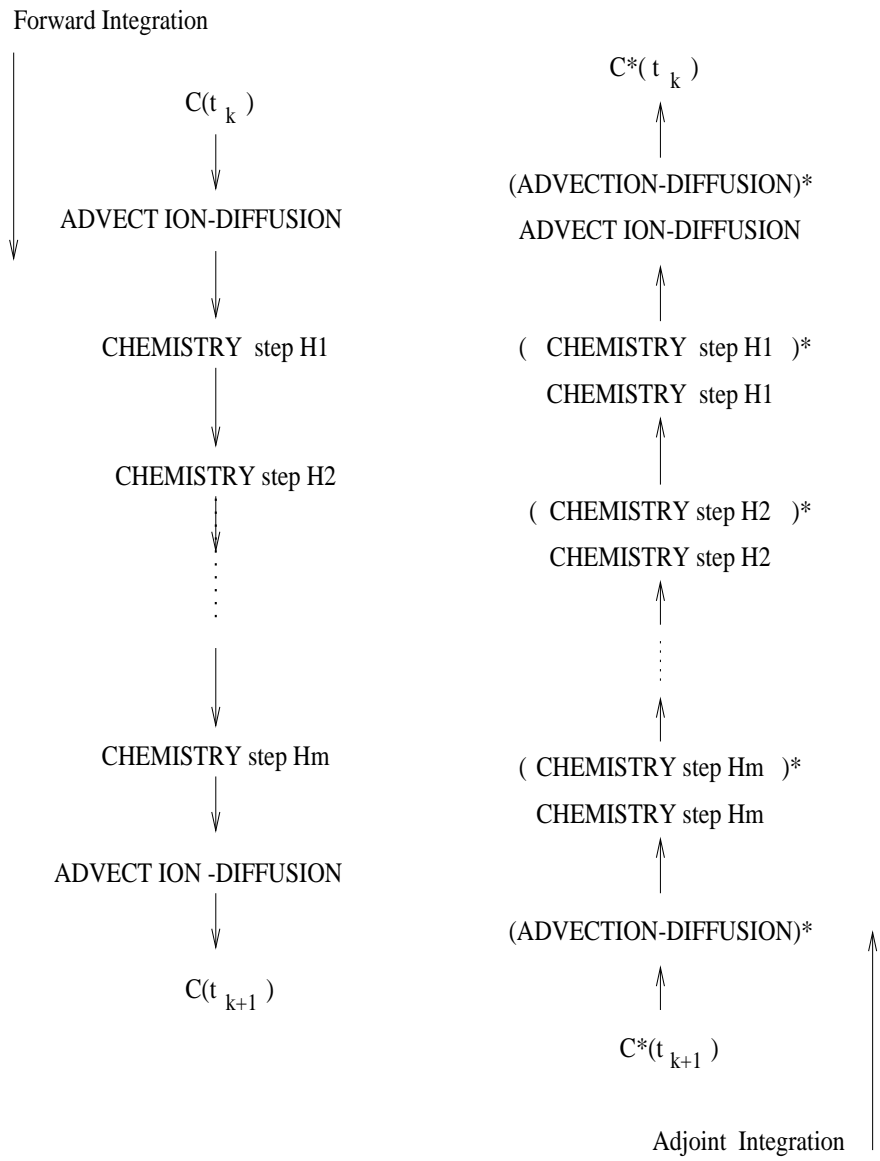 Forward Integration
C(t k )
ADVECT ION-DIFFUSION
CHEMISTRY step H1
CHEMISTRY step H2
CHEMISTRY step Hm
ADVECT ION -DIFFUSION
C(t k+1 )
C*( t k )
(ADVECTION-DIFFUSION)*
ADVECT ION-DIFFUSION
( CHEMISTRY step H1 )*
CHEMISTRY step H1
( CHEMISTRY step H2 )*
CHEMISTRY step H2
( CHEMISTRY step Hm )*
CHEMISTRY step Hm
(ADVECTION-DIFFUSION)*
C*(t k+1 )
Adjoint Integration